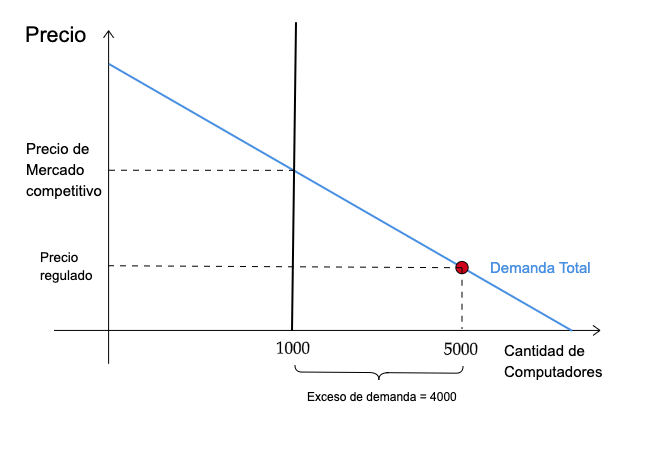 Precio
Precio de
Mercado
competitivo
Precio
regulado
Demanda Total
1000
5000
Cantidad de
Computadores
Exceso de demanda = 4000